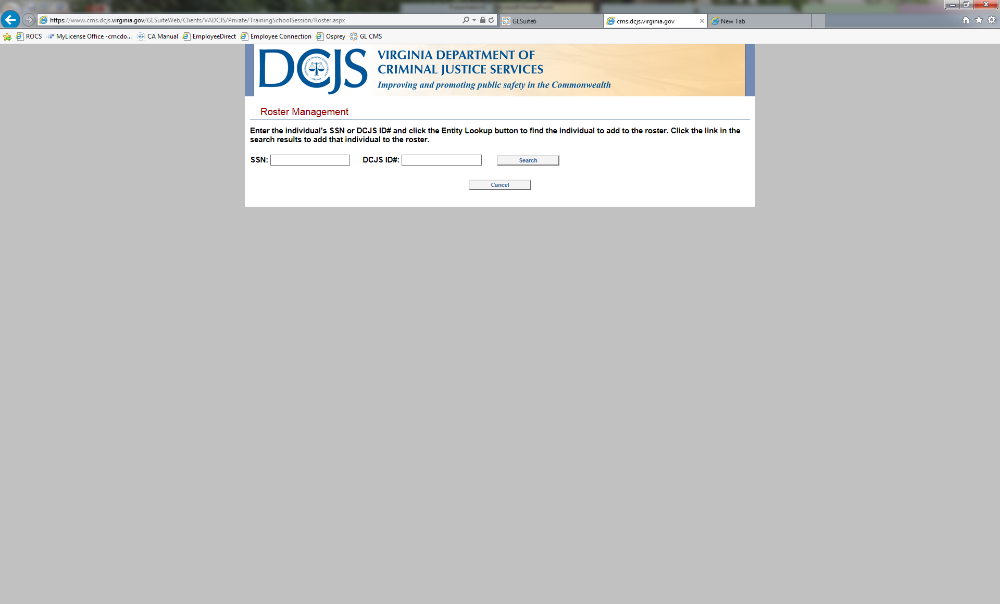 https://www.cms.dcjs.virginia.gov/GLSuiteWeb/Clients/VADCJS/Private/TrainingSchoolSession/Roster.aspx
GLSuite6
cms.dcjs.virginia.gov
New Tab
ROCS
MyLicense Office -cmcdo...
CA Manual
EmployeeDirect
Employee Connection
Osprey
GL CMS
DCJS
VIRGINIA DEPARTMENT OF
CRIMINAL JUSTICE SERVICES
Improving and promoting public safety in the Commonwealth
Roster Management
Enter the individual's SSN or DCJS ID# and click the Entity Lookup button to find the individual to add to the roster. Click the link in the
search results to add that individual to the roster.
SSN:
DCJS ID#:
Search
Cancel